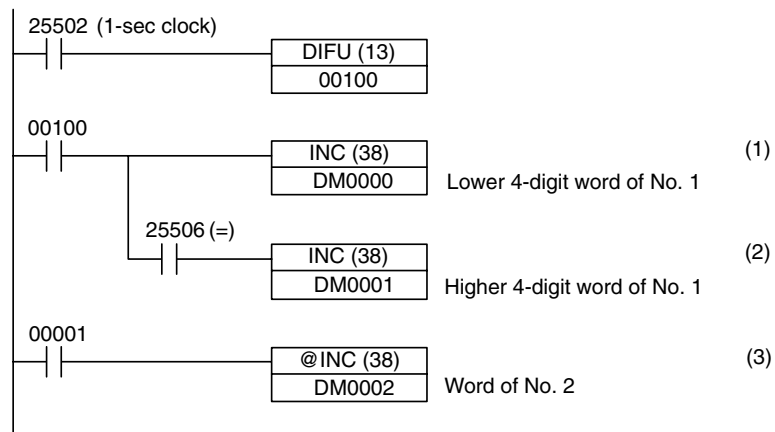 25502 (1-sec clock)
DIFU (13)
00100
00100
INC (38) (1)
DM0000 Lower 4-digit word of No. 1
25506 (=)
INC (38) (2)
DM0001 Higher 4-digit word of No. 1
00001
@INC (38) (3)
DM0002 Word of No. 2